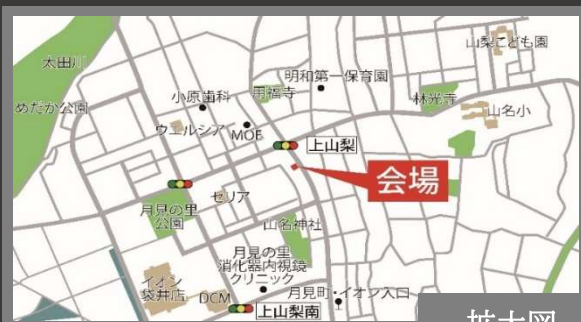 太田川
めだか公園
小原歯科
ウエルシア
MOE
用福寺
明和第一保育園
山梨こども園
林光寺
山名小
上山梨
会場
月見の里
公園
セリア
山名神社
月見の里
消化器内視鏡
クリニック
イオン
袋井店
DCM
月見町・イオン入口
上山梨南
拡大図